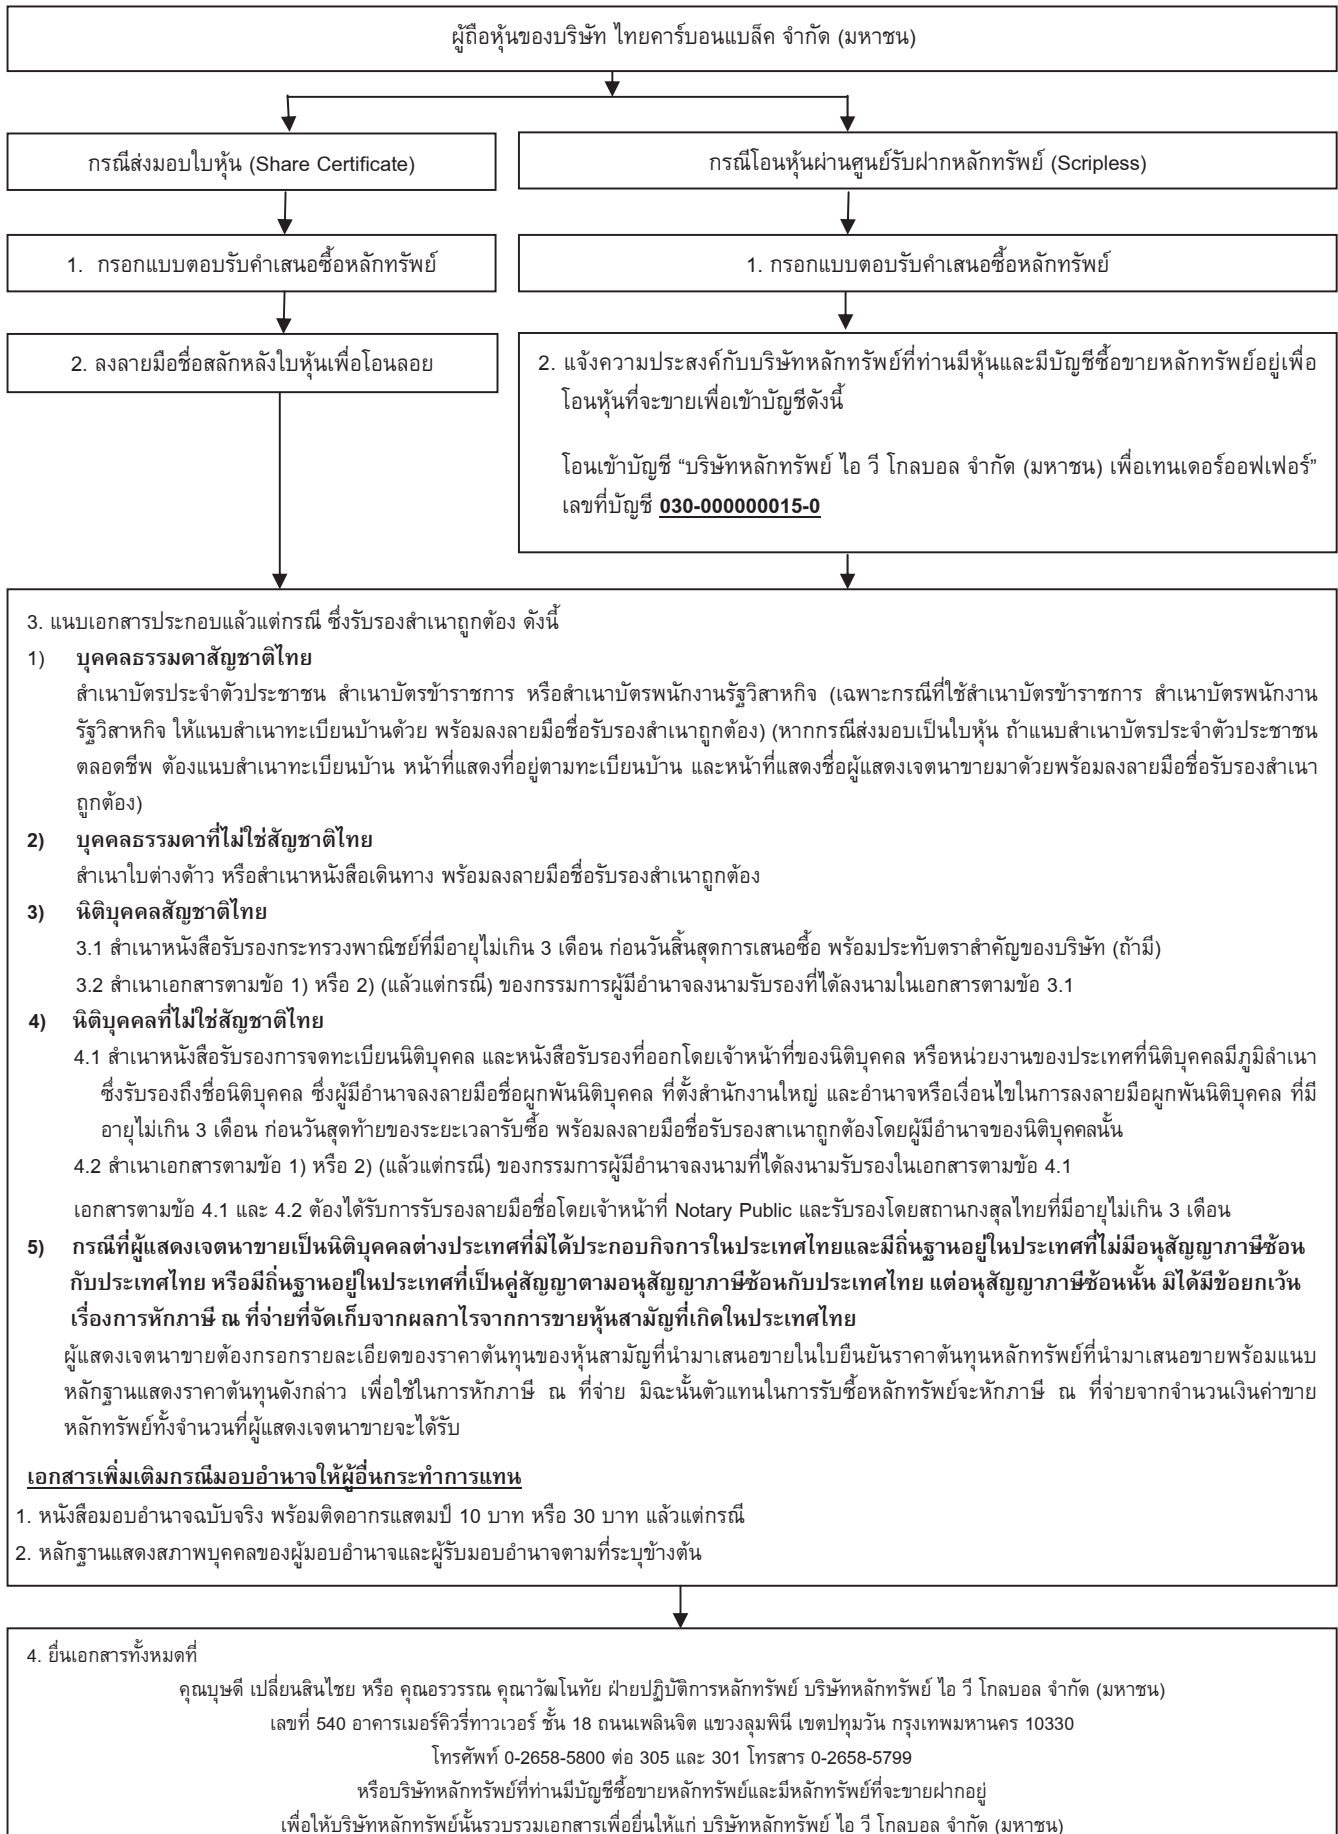 ผู้ถือหุ้นของบริษัท ไทยคาร์บอนแบล็ค จำกัด (มหาชน)
กรณีส่งมอบใบหุ้น (Share Certificate)
กรณีโอนหุ้นผ่านศูนย์รับฝากหลักทรัพย์ (Scripless)
1. กรอกแบบตอบรับคำเสนอซื้อหลักทรัพย์
1. กรอกแบบตอบรับคำเสนอซื้อหลักทรัพย์
2. ลงลายมือชื่อสลักหลังใบหุ้นเพื่อโอนลอย
2. แจ้งความประสงค์กับบริษัทหลักทรัพย์ที่ท่านมีหุ้นและมีบัญชีซื้อขายหลักทรัพย์อยู่เพื่อ
โอนหุ้นที่จะขายเพื่อเข้าบัญชีดังนี้
โอนเข้าบัญชี “บริษัทหลักทรัพย์ ไอ วี โกลบอล จำกัด (มหาชน) เพื่อเทนเดอร์ออฟเฟอร์”
เลขที่บัญชี 030-000000015-0
3. แนบเอกสารประกอบแล้วแต่กรณี ซึ่งรับรองสำเนาถูกต้อง ดังนี้
1) บุคคลธรรมดาสัญชาติไทย
สำเนาบัตรประจำตัวประชาชน สำเนาบัตรข้าราชการ หรือสำเนาบัตรพนักงานรัฐวิสาหกิจ (เฉพาะกรณีที่ใช้สำเนาบัตรข้าราชการ สำเนาบัตรพนักงาน
รัฐวิสาหกิจ ให้แนบสำเนาทะเบียนบ้านด้วย พร้อมลงลายมือชื่อรับรองสำเนาถูกต้อง) (หากกรณีส่งมอบเป็นใบหุ้น ถ้าแนบสำเนาบัตรประจำตัวประชาชน
ตลอดชีพ ต้องแนบสำเนาทะเบียนบ้าน หน้าที่แสดงที่อยู่ตามทะเบียนบ้าน และหน้าที่แสดงชื่อผู้แสดงเจตนาขายมาด้วยพร้อมลงลายมือชื่อรับรองสำเนา
ถูกต้อง)
2) บุคคลธรรมดาที่ไม่ใช่สัญชาติไทย
สำเนาใบต่างด้าว หรือสำเนาหนังสือเดินทาง พร้อมลงลายมือชื่อรับรองสำเนาถูกต้อง
3) นิติบุคคลสัญชาติไทย
3.1 สำเนาหนังสือรับรองกระทรวงพาณิชย์ที่มีอายุไม่เกิน 3 เดือน ก่อนวันสิ้นสุดการเสนอซื้อ พร้อมประทับตราสำคัญของบริษัท (ถ้ามี)
3.2 สำเนาเอกสารตามข้อ 1) หรือ 2) (แล้วแต่กรณี) ของกรรมการผู้มีอำนาจลงนามรับรองที่ได้ลงนามในเอกสารตามข้อ 3.1
4) นิติบุคคลที่ไม่ใช่สัญชาติไทย
4.1 สำเนาหนังสือรับรองการจดทะเบียนนิติบุคคล และหนังสือรับรองที่ออกโดยเจ้าหน้าที่ของนิติบุคคล หรือหน่วยงานของประเทศที่นิติบุคคลมีภูมิลำเนา
ซึ่งรับรองถึงชื่อนิติบุคคล ซึ่งผู้มีอำนาจลงลายมือชื่อผูกพันนิติบุคคล ที่ตั้งสำนักงานใหญ่ และอำนาจหรือเงื่อนไขในการลงลายมือผูกพันนิติบุคคล ที่มี
อายุไม่เกิน 3 เดือน ก่อนวันสุดท้ายของระยะเวลารับซื้อ พร้อมลงลายมือชื่อรับรองสาเนาถูกต้องโดยผู้มีอำนาจของนิติบุคคลนั้น
4.2 สำเนาเอกสารตามข้อ 1) หรือ 2) (แล้วแต่กรณี) ของกรรมการผู้มีอำนาจลงนามที่ได้ลงนามรับรองในเอกสารตามข้อ 4.1
เอกสารตามข้อ 4.1 และ 4.2 ต้องได้รับการรับรองลายมือชื่อโดยเจ้าหน้าที่ Notary Public และรับรองโดยสถานกงสุลไทยที่มีอายุไม่เกิน 3 เดือน
5) กรณีที่ผู้แสดงเจตนาขายเป็นนิติบุคคลต่างประเทศที่มิได้ประกอบกิจการในประเทศไทยและมีถิ่นฐานอยู่ในประเทศที่ไม่มีอนุสัญญาภาษีซ้อน
กับประเทศไทย หรือมีถิ่นฐานอยู่ในประเทศที่เป็นคู่สัญญาตามอนุสัญญาภาษีซ้อนกับประเทศไทย แต่อนุสัญญาภาษีซ้อนนั้น มิได้มีข้อยกเว้น
เรื่องการหักภาษี ณ ที่จ่ายที่จัดเก็บจากผลกาไรจากการขายหุ้นสามัญที่เกิดในประเทศไทย
ผู้แสดงเจตนาขายต้องกรอกรายละเอียดของราคาต้นทุนของหุ้นสามัญที่นำมาเสนอขายในใบยืนยันราคาต้นทุนหลักทรัพย์ที่นำมาเสนอขายพร้อมแนบ
หลักฐานแสดงราคาต้นทุนดังกล่าว เพื่อใช้ในการหักภาษี ณ ที่จ่าย มิฉะนั้นตัวแทนในการรับซื้อหลักทรัพย์จะหักภาษี ณ ที่จ่ายจากจำนวนเงินค่าขาย
หลักทรัพย์ทั้งจำนวนที่ผู้แสดงเจตนาขายจะได้รับ
เอกสารเพิ่มเติมกรณีมอบอำนาจให้ผู้อื่นกระทำการแทน
1. หนังสือมอบอำนาจฉบับจริง พร้อมติดอากรแสตมป์ 10 บาท หรือ 30 บาท แล้วแต่กรณี
2. หลักฐานแสดงสภาพบุคคลของผู้มอบอำนาจและผู้รับมอบอำนาจตามที่ระบุข้างต้น
4. ยื่นเอกสารทั้งหมดที่
คุณบุษดี เปลี่ยนสินไชย หรือ คุณอรวรรณ คุณาวัฒโนทัย ฝ่ายปฏิบัติการหลักทรัพย์ บริษัทหลักทรัพย์ ไอ วี โกลบอล จำกัด (มหาชน)
เลขที่ 540 อาคารเมอร์คิวรี่ทาวเวอร์ ชั้น 18 ถนนเพลินจิต แขวงลุมพินี เขตปทุมวัน กรุงเทพมหานคร 10330
โทรศัพท์ 0-2658-5800 ต่อ 305 และ 301 โทรสาร 0-2658-5799
หรือบริษัทหลักทรัพย์ที่ท่านมีบัญชีซื้อขายหลักทรัพย์และมีหลักทรัพย์ที่จะขายฝากอยู่
เพื่อให้บริษัทหลักทรัพย์นั้นรวบรวมเอกสารเพื่อยื่นให้แก่ บริษัทหลักทรัพย์ ไอ วี โกลบอล จำกัด (มหาชน)